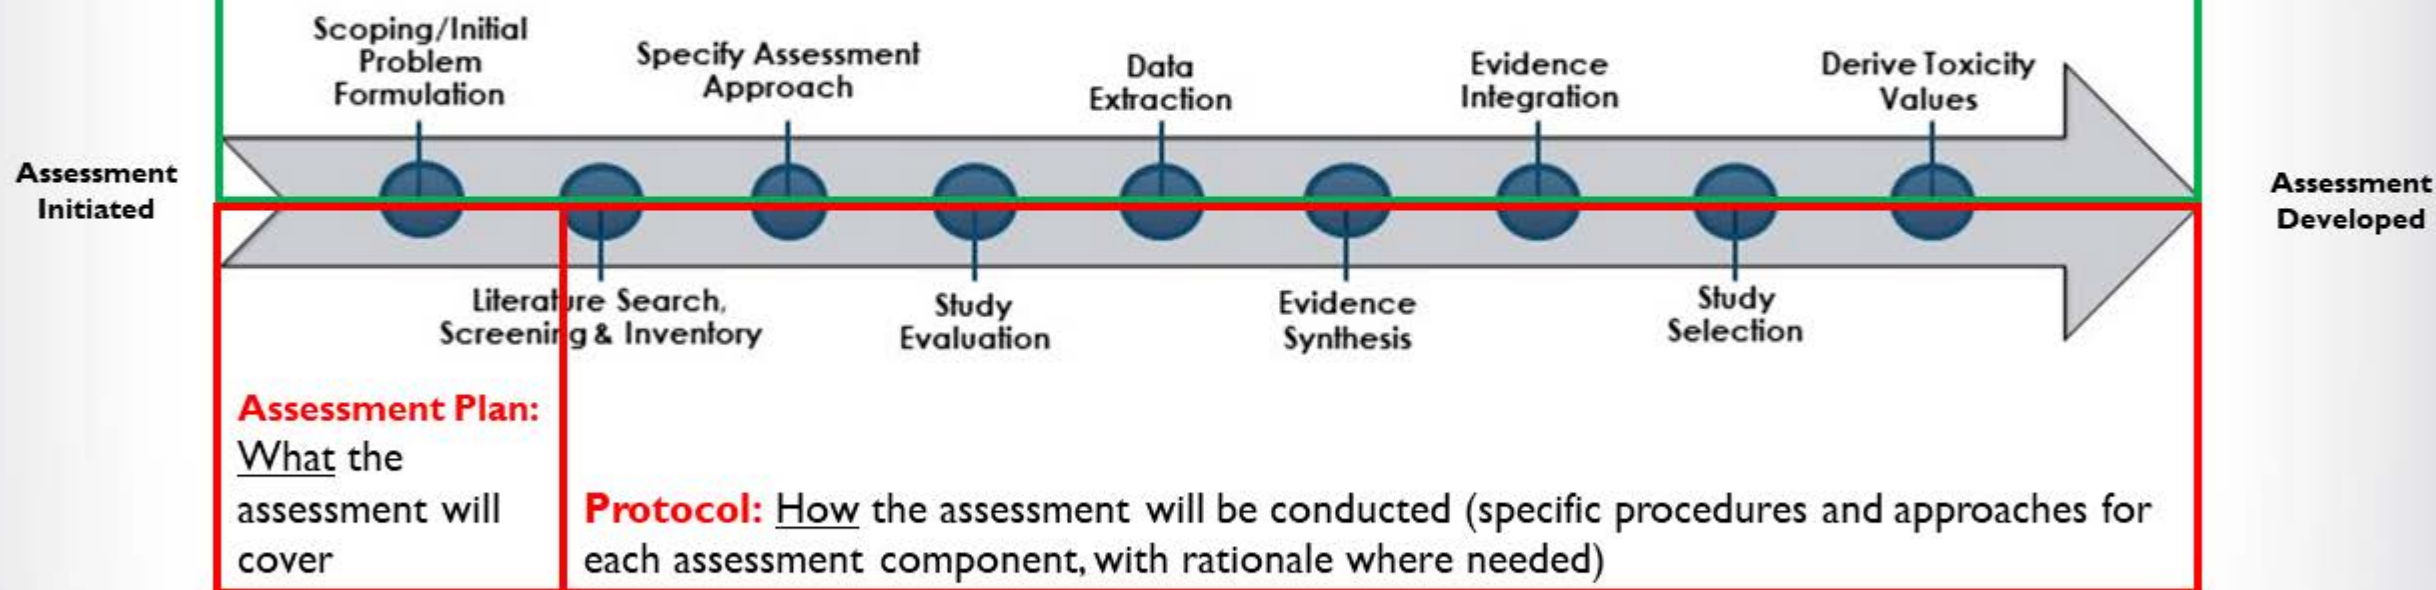 Scoping/Initial
Problem
Formulation
Specify Assessment
Approach
Data
Extraction
Evidence
Integration
Derive Toxicity
Values
Assessment
Initiated
Assessment
Developed
Literature Search,
Screening & Inventory
Study
Evaluation
Evidence
Synthesis
Study
Selection
Assessment Plan:
What the
assessment will
cover
Protocol: How the assessment will be conducted (specific procedures and approaches for
each assessment component, with rationale where needed)